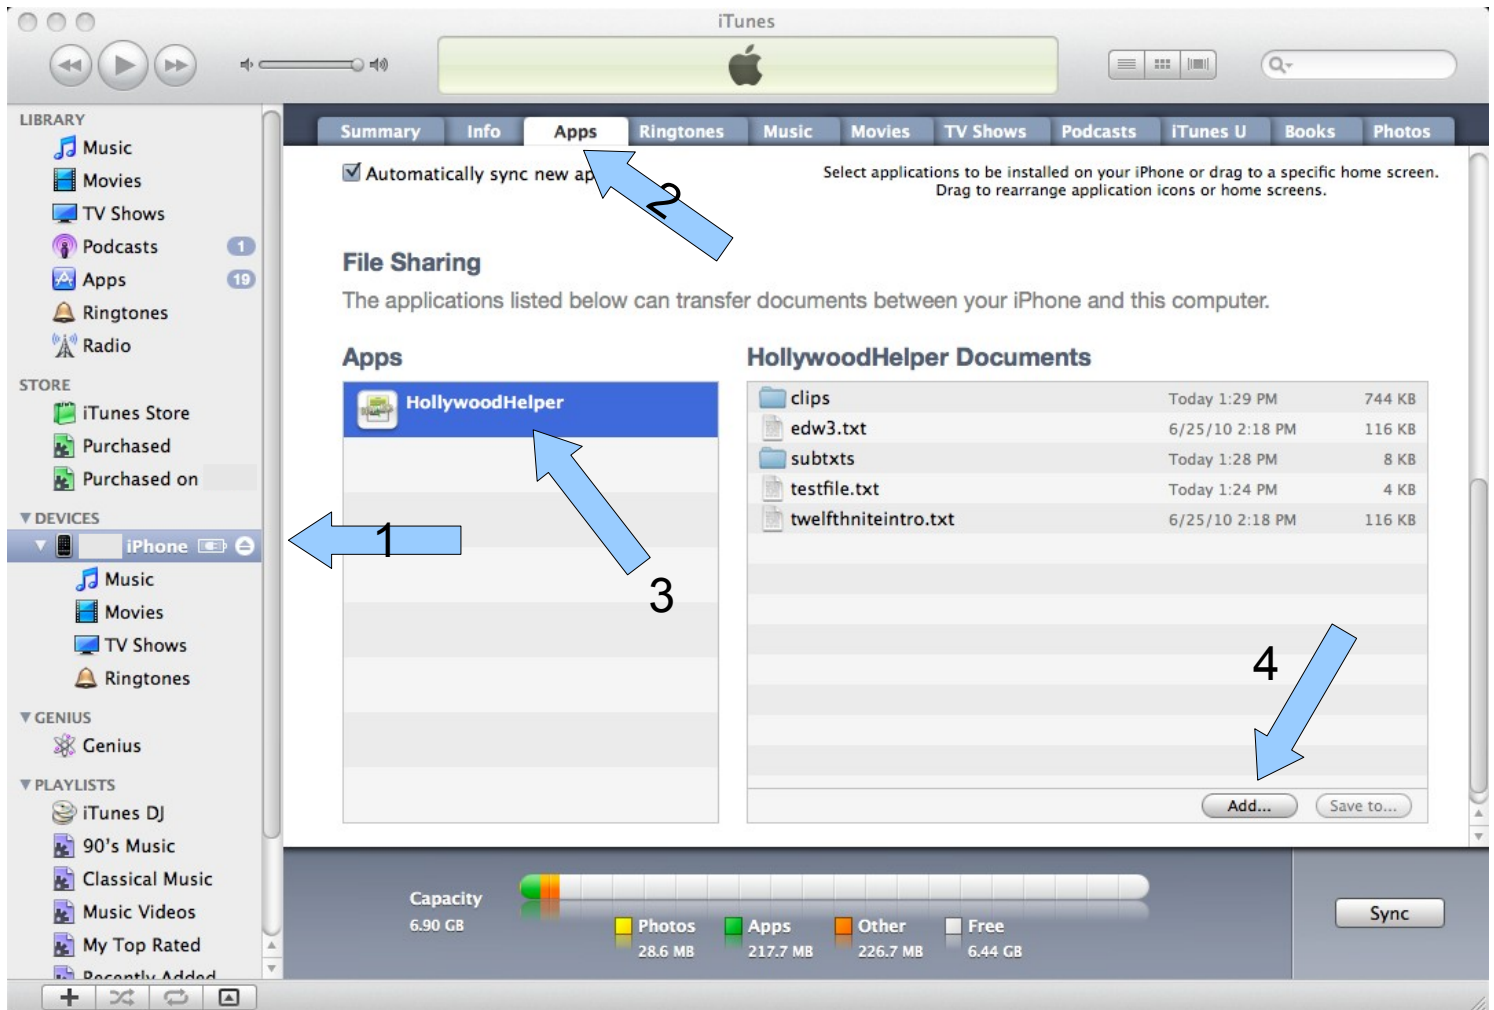 iTunes
LIBRARY
Music
Movies
TV Shows
Podcasts 1
Apps 19
Ringtones
Radio
STORE
iTunes Store
Purchased
Purchased on
DEVICES
iPhone
Music
Movies
TV Shows
Ringtones
GENIUS
Genius
PLAYLISTS
iTunes DJ
90's Music
Classical Music
Music Videos
My Top Rated
Recently Added
Summary Info Apps Ringtones Music Movies TV Shows Podcasts iTunes U Books Photos
Automatically sync new ap
Select applications to be installed on your iPhone or drag to a specific home screen.
Drag to rearrange application icons or home screens.
2
File Sharing
The applications listed below can transfer documents between your iPhone and this computer.
Apps
HollywoodHelper
1
3
HollywoodHelper Documents
clips Today 1:29 PM 744 KB
edw3.txt 6/25/10 2:18 PM 116 KB
subtxts Today 1:28 PM 8 KB
testfile.txt Today 1:24 PM 4 KB
twelfthniteintro.txt 6/25/10 2:18 PM 116 KB
4
Add... Save to...
Capacity
6.90 GB
Photos
28.6 MB
Apps
217.7 MB
Other
226.7 MB
Free
6.44 GB
Sync